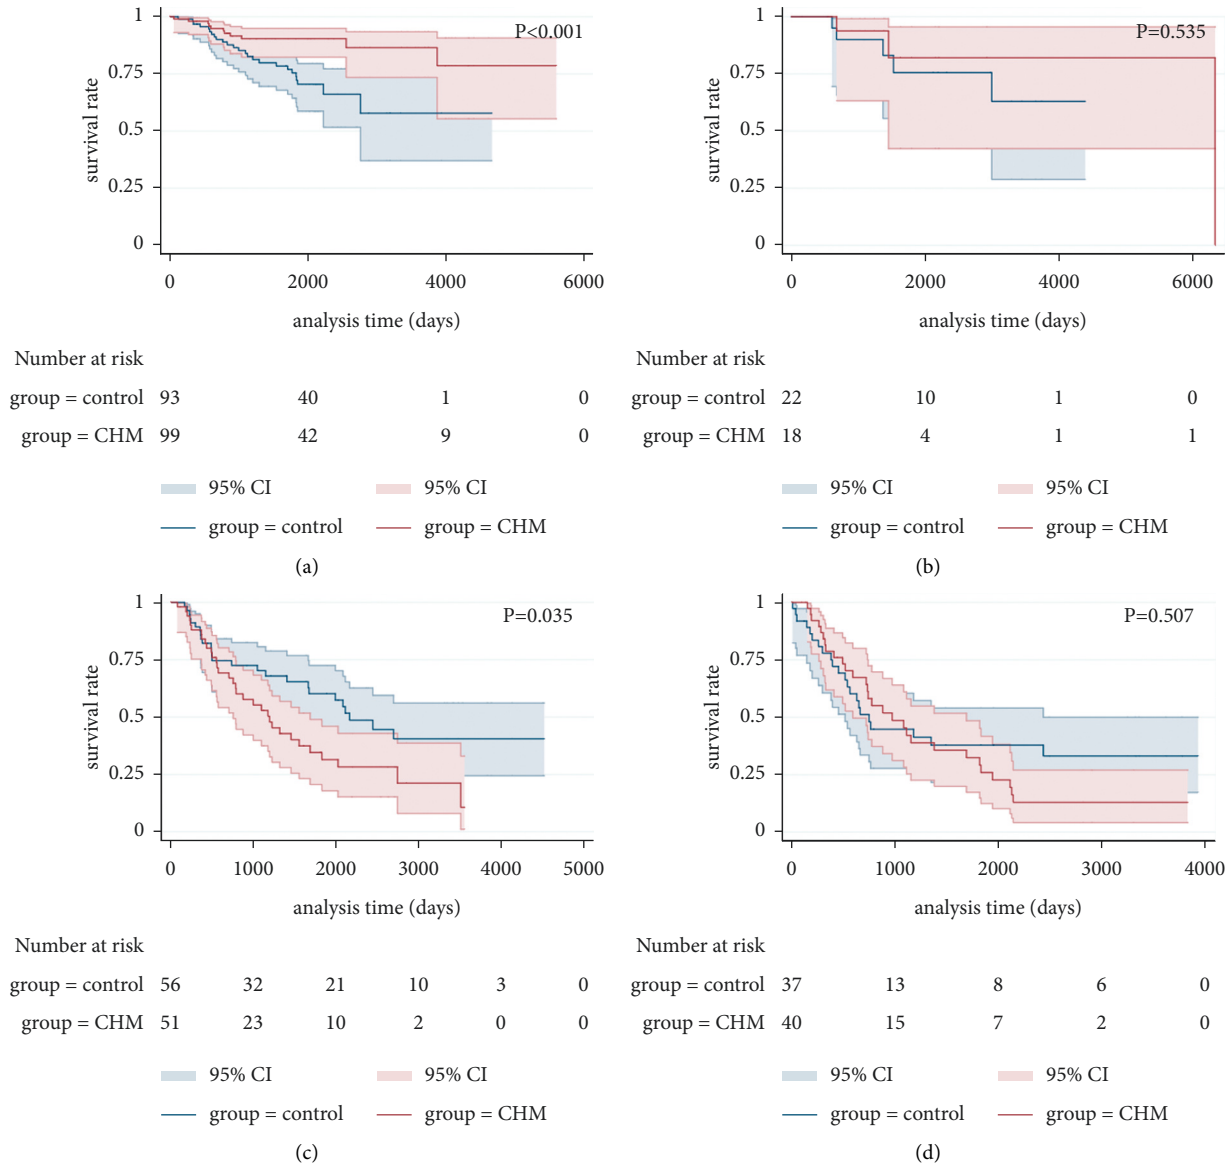 1
0.75
0.5
0.25
0
survival rate
P<0.001
0 2000 4000 6000
analysis time (days)
Number at risk
group = control 93 40 1 0
group = CHM 99 42 9 0
95% CI 95% CI
group = control group = CHM
(a)
1
0.75
0.5
0.25
0
survival rate
P=0.535
0 2000 4000 6000
analysis time (days)
Number at risk
group = control 22 10 1 0
group = CHM 18 4 1 1
95% CI 95% CI
group = control group = CHM
(b)
1
0.75
0.5
0.25
0
survival rate
P=0.035
0 1000 2000 3000 4000 5000
analysis time (days)
Number at risk
group = control 56 32 21 10 3 0
group = CHM 51 23 10 2 0 0
95% CI 95% CI
group = control group = CHM
(c)
1
0.75
0.5
0.25
0
survival rate
P=0.507
0 1000 2000 3000 4000
analysis time (days)
Number at risk
group = control 37 13 8 6 0
group = CHM 40 15 7 2 0
95% CI 95% CI
group = control group = CHM
(d)